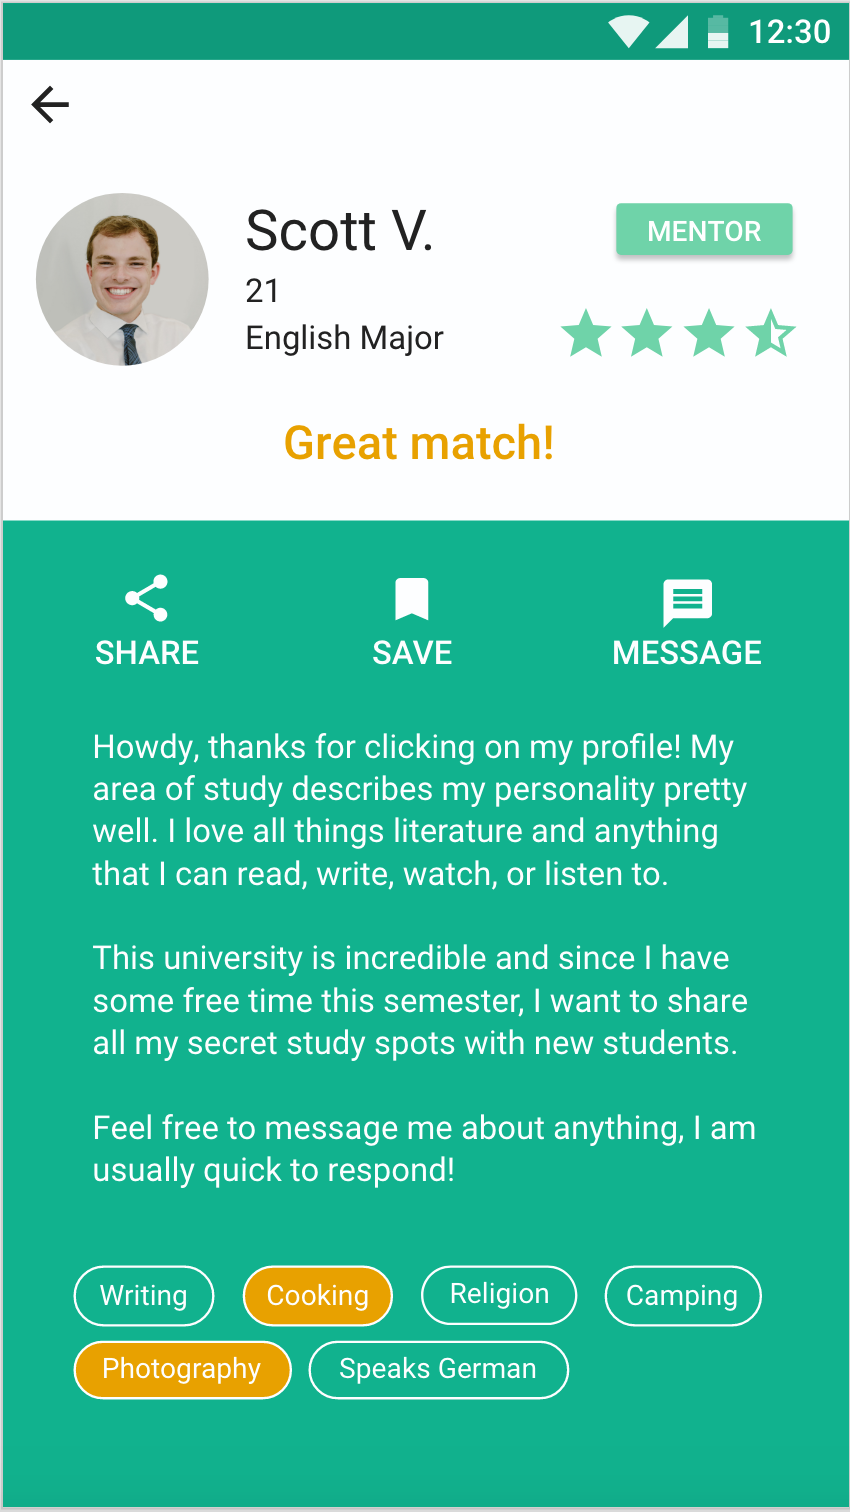 12:30
Scott V.
MENTOR
21
English Major
Great match!
SHARE
SAVE
MESSAGE
Howdy, thanks for clicking on my profile! My
area of study describes my personality pretty
well. I love all things literature and anything
that I can read, write, watch, or listen to.
This university is incredible and since I have
some free time this semester, I want to share
all my secret study spots with new students.
Feel free to message me about anything, I am
usually quick to respond!
Writing
Cooking
Religion
Camping
Photography
Speaks German